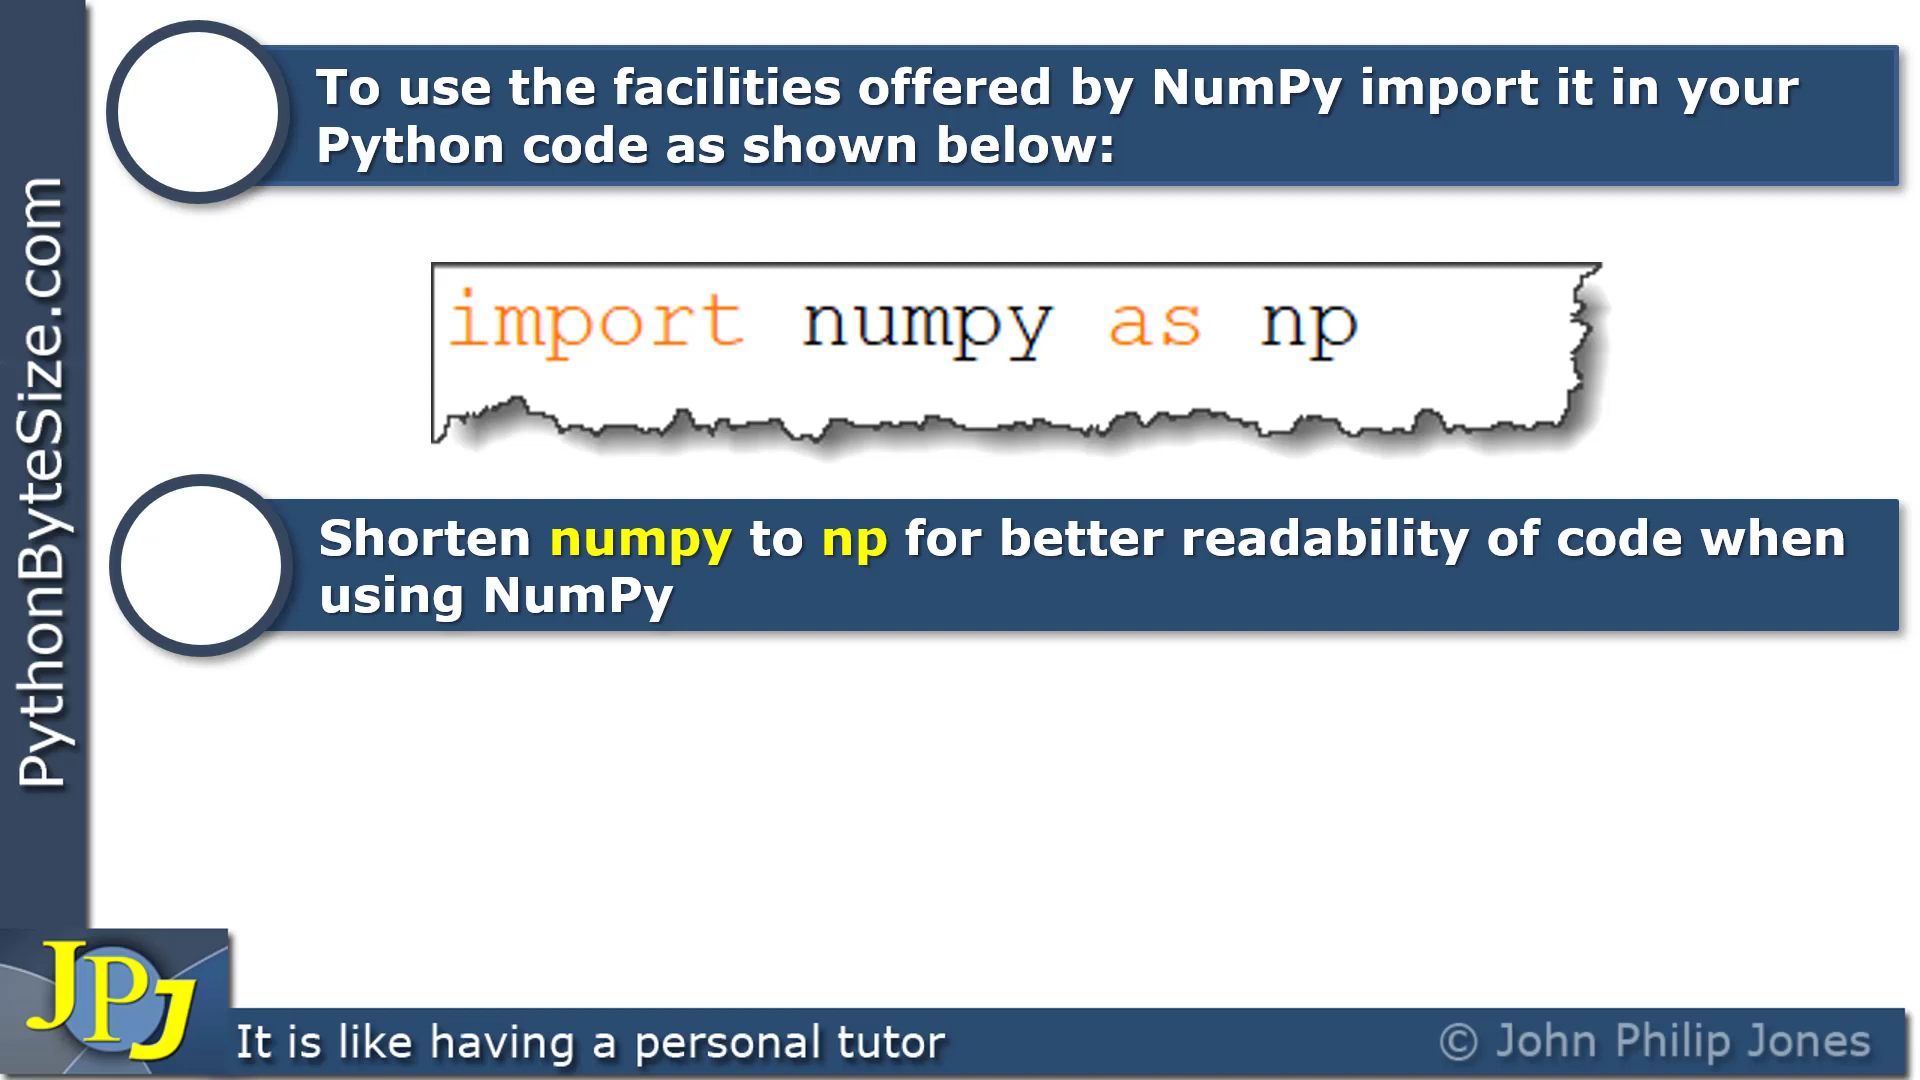 To use the facilities offered by NumPy import it in your
Python code as shown below:
import numpy as np
Shorten numpy to np for better readability of code when
using NumPy
PythonByteSize.com
JPJ
It is like having a personal tutor
© John Philip Jones